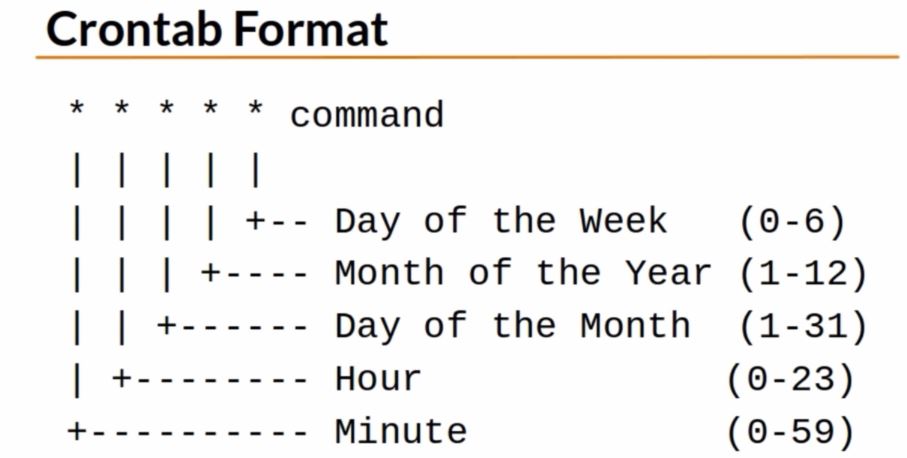 Crontab Format
* * * * * command
| | | | |
| | | | +-- Day of the Week   (0-6)
| | | +---- Month of the Year (1-12)
| | +------ Day of the Month  (1-31)
| +-------- Hour             (0-23)
+---------- Minute           (0-59)